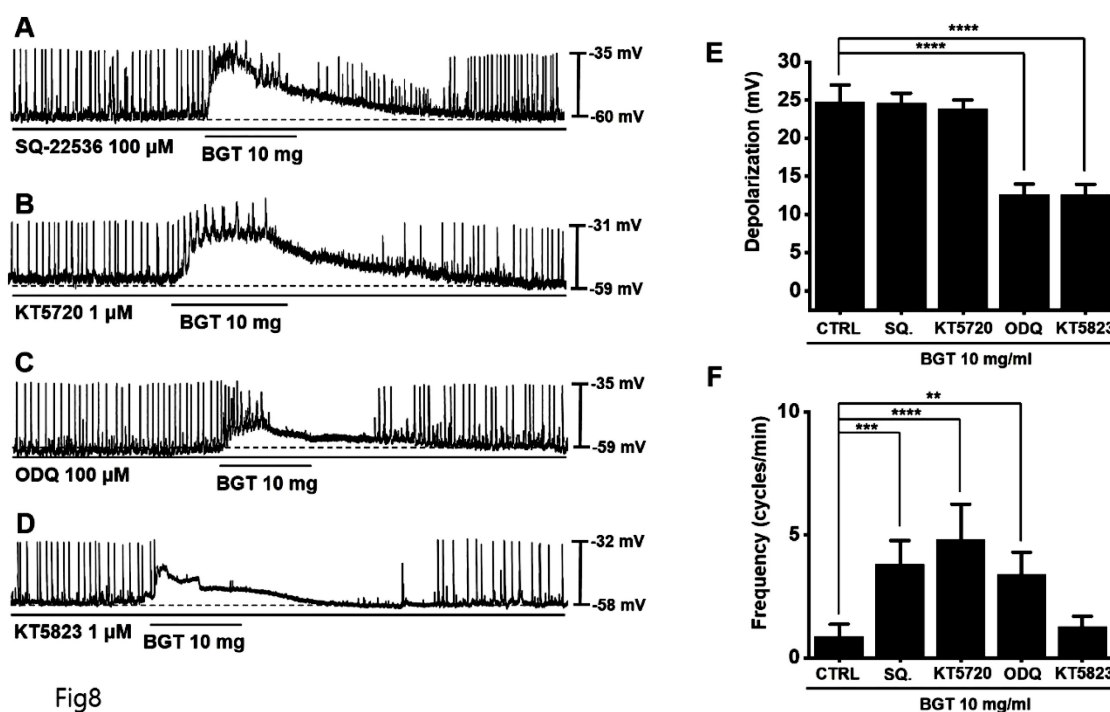 A
-35 mV
-60 mV
SQ-22536 100 µM
BGT 10 mg
B
-31 mV
-59 mV
KT5720 1 µM
BGT 10 mg
C
-35 mV
-59 mV
ODQ 100 µM
BGT 10 mg
D
-32 mV
-58 mV
KT5823 1 µM
BGT 10 mg
Fig8
E
****
****
Depolarization (mV)
30
25
20
15
10
5
0
CTRL SQ. KT5720 ODQ KT5823
BGT 10 mg/ml
F
**
****
***
Frequency (cycles/min)
10
5
0
CTRL SQ. KT5720 ODQ KT5823
BGT 10 mg/ml